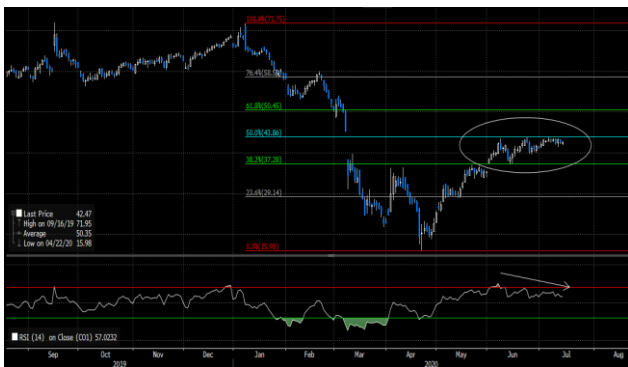 100.0%(71.75)
76.4%(58.58)
61.8%(50.45)
50.0%(43.86)
38.2%(37.28)
23.6%(29.14)
0.0%(15.98)
Last Price 42.47
High on 09/16/19 71.95
Average 50.35
Low on 04/22/20 15.98
RSI (14) on Close (CO1) 57.0232
Sep Oct Nov Dec Jan Feb Mar Apr May Jun Jul Aug
2019 2020